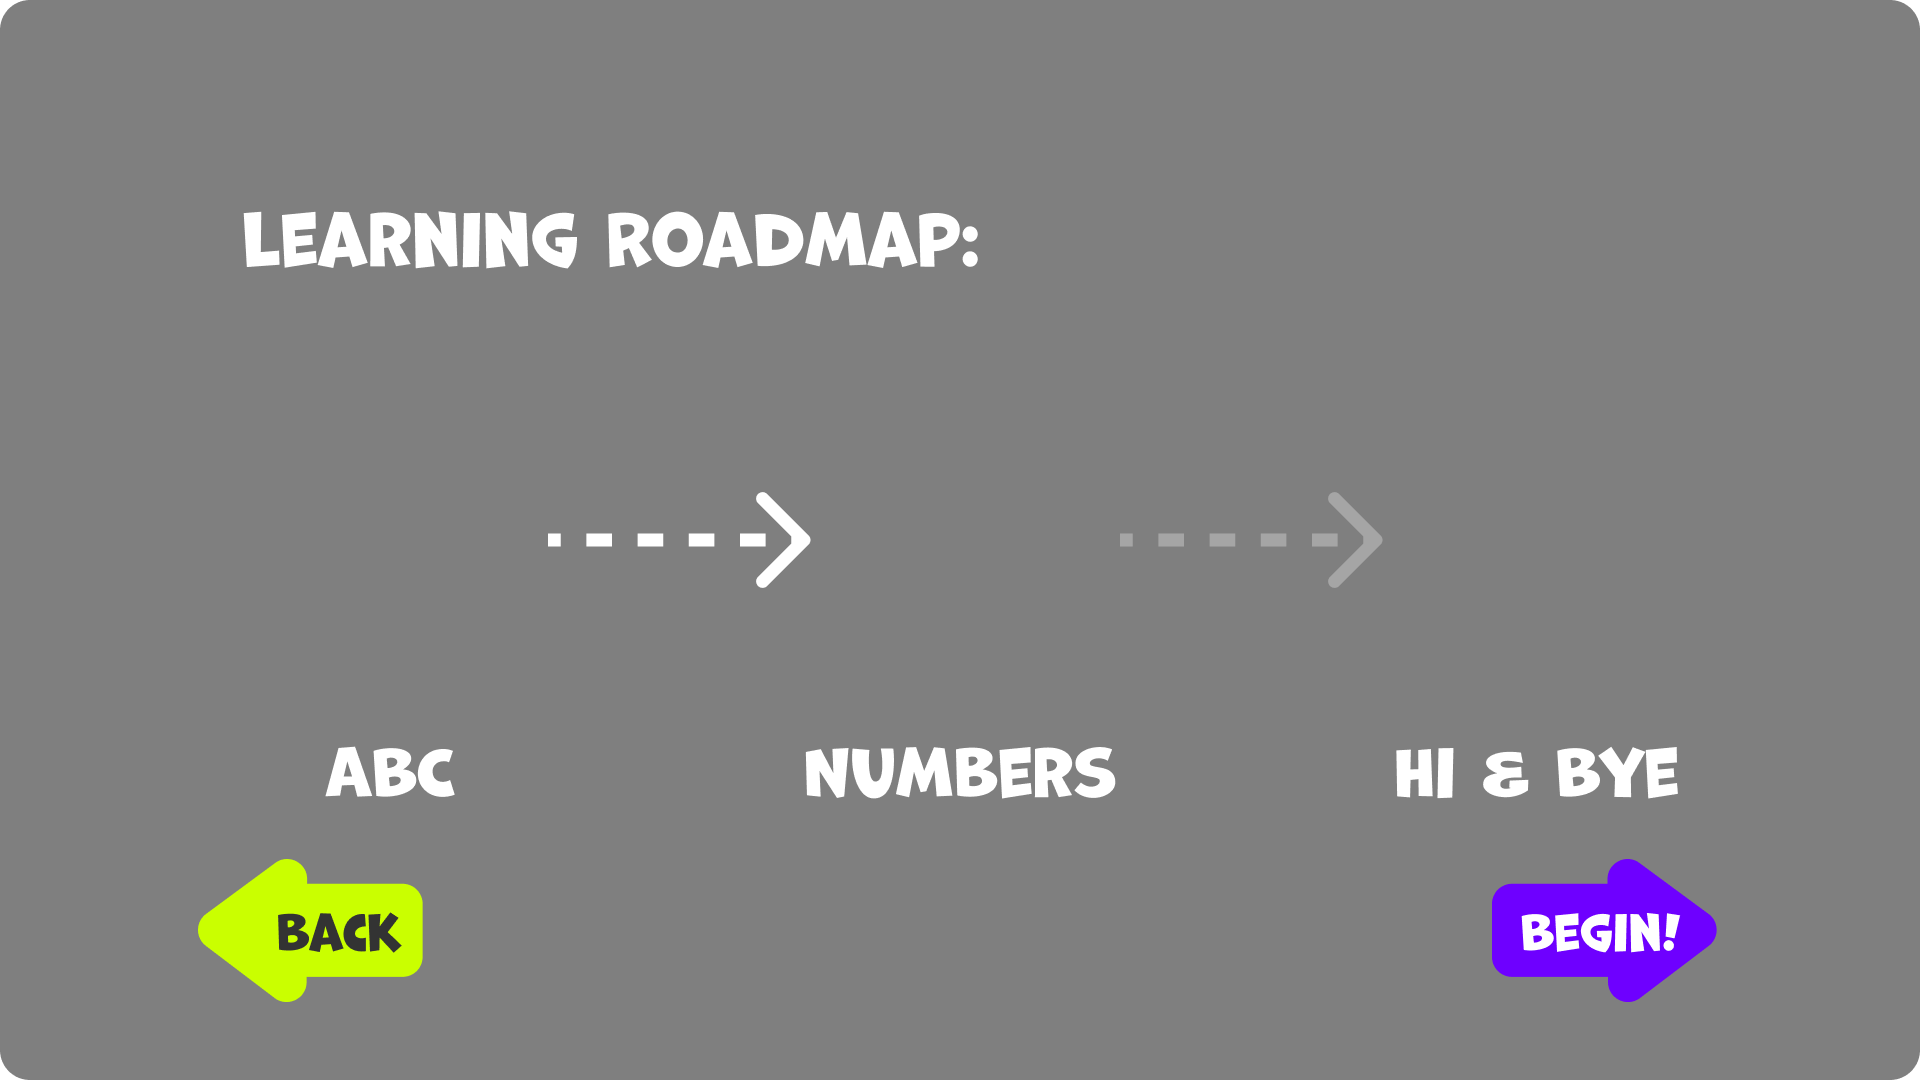 LEARNING ROADMAP:
ABC
NUMBERS
HI & BYE
BACK
BEGIN!